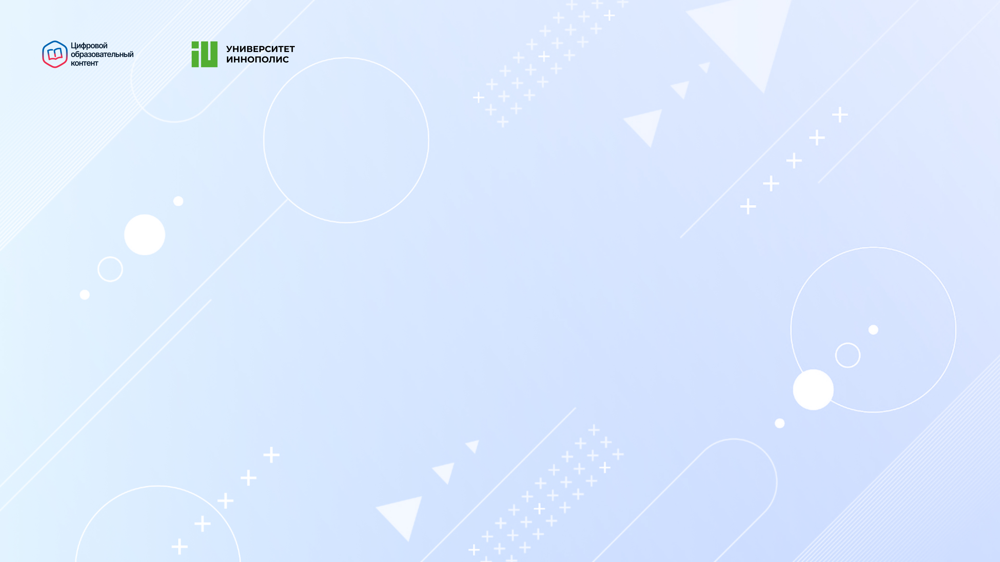 Цифровой
образовательный
контент
УНИВЕРСИТЕТ
ИННОПОЛИС